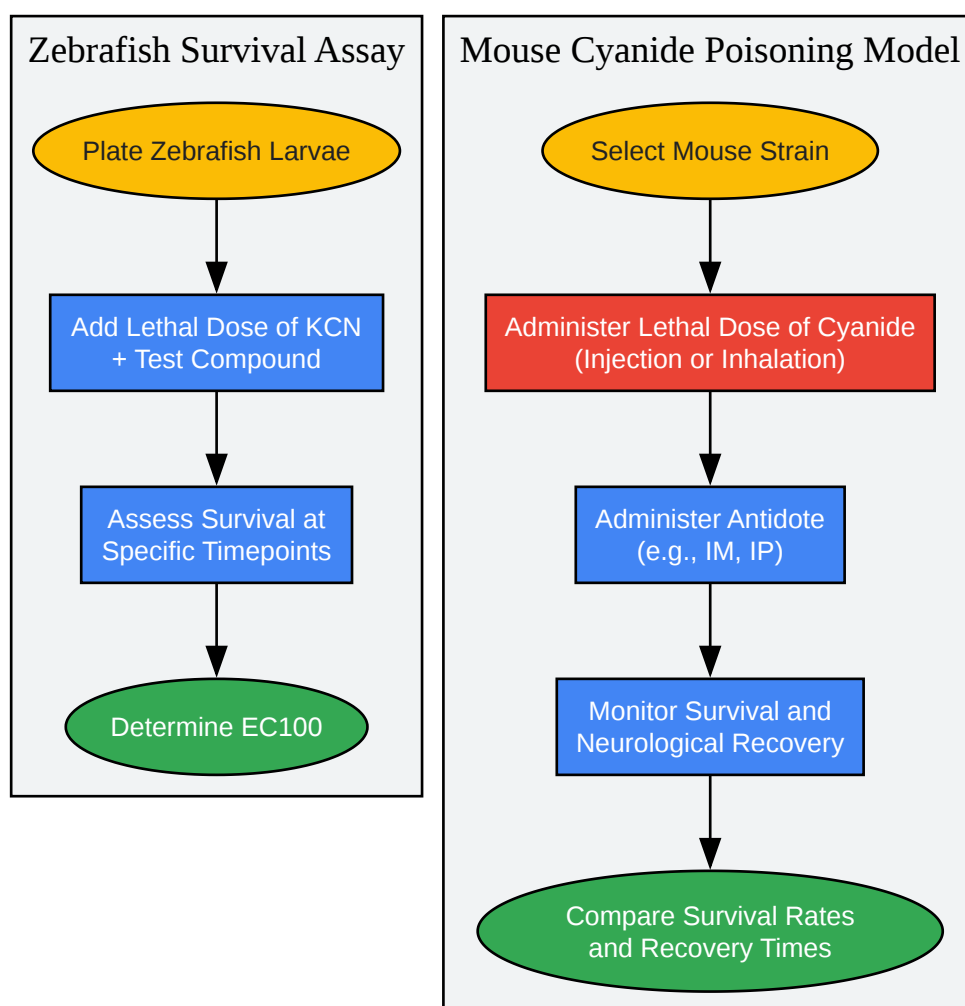 Zebrafish Survival Assay
Plate Zebrafish Larvae
Add Lethal Dose of KCN
+ Test Compound
Assess Survival at
Specific Timepoints
Determine EC100
Mouse Cyanide Poisoning Model
Select Mouse Strain
Administer Lethal Dose of Cyanide
(Injection or Inhalation)
Administer Antidote
(e.g., IM, IP)
Monitor Survival and
Neurological Recovery
Compare Survival Rates
and Recovery Times